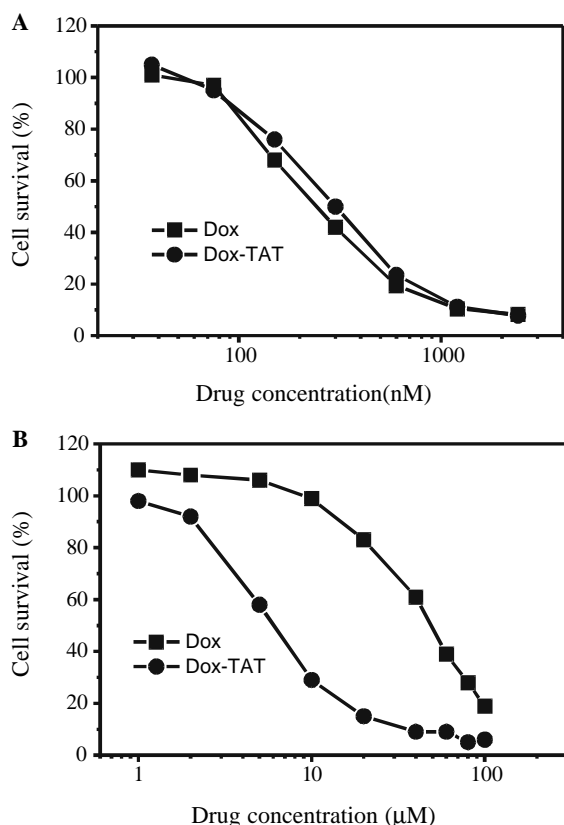 A
120
100
80
60
40
20
0
Cell survival (%)
Dox
Dox-TAT
100
1000
Drug concentration(nM)
B
120
100
80
60
40
20
0
Cell survival (%)
Dox
Dox-TAT
1
10
100
Drug concentration (μM)